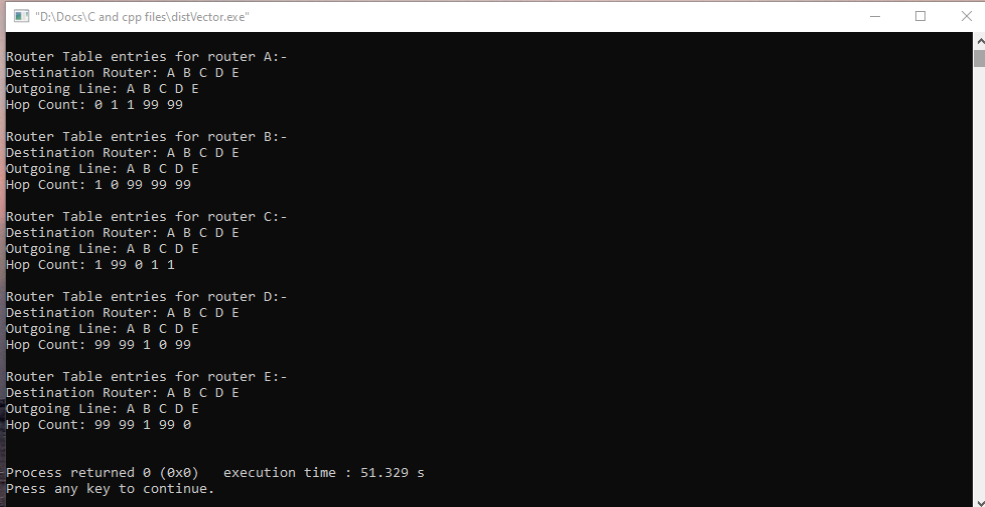 "D:\Docs\C and cpp files\distVector.exe"
Router Table entries for router A:-
Destination Router: A B C D E
Outgoing Line: A B C D E
Hop Count: 0 1 1 99 99
Router Table entries for router B:-
Destination Router: A B C D E
Outgoing Line: A B C D E
Hop Count: 1 0 99 99 99
Router Table entries for router C:-
Destination Router: A B C D E
Outgoing Line: A B C D E
Hop Count: 1 99 0 1 1
Router Table entries for router D:-
Destination Router: A B C D E
Outgoing Line: A B C D E
Hop Count: 99 99 1 0 99
Router Table entries for router E:-
Destination Router: A B C D E
Outgoing Line: A B C D E
Hop Count: 99 99 1 99 0
Process returned 0 (0x0)   execution time : 51.329 s
Press any key to continue.